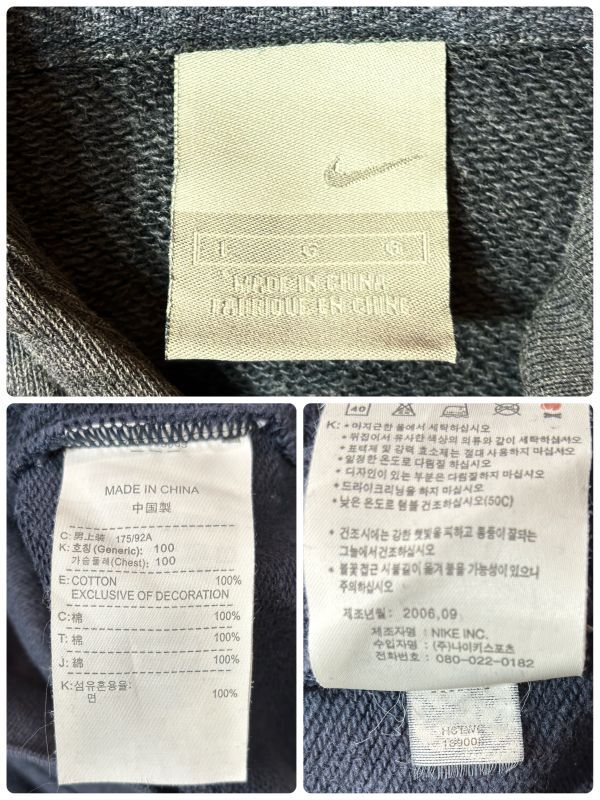 L G G
MADE IN CHINA
FABRIQUE EN CHINE
MADE IN CHINA
中国製
C: 男上装 175/92A
K: 호칭(Generic): 100
가슴둘레(Chest): 100
E: COTTON 100%
EXCLUSIVE OF DECORATION
C: 棉 100%
T: 棉 100%
J: 綿 100%
K: 섬유혼용율:
면 100%
40
K: *미지근한 물에서 세탁하십시오
*뒤집어서 유사한 색상의 의류와 같이 세탁하십시오
*표백제 및 강력 효소제는 절대 사용하지 마십시오
*일정한 온도로 다림질 하십시오
*디자인이 있는 부분은 다림질 하지 마십시오
*드라이크리닝을 하지 마십시오
*낮은 온도로 텀블 건조하십시오(50C)
* 건조시에는 강한 햇빛을 피하고 통풍이 잘되는
그늘에서건조하십시오
* 불꽃접근 시불길이 옮겨 붙을 가능성이 있으니
주의하십시오
제조년월: 2006,09
제조자명 : NIKE INC.
수입자명 : (주)나이키스포츠
전화번호 : 080-022-0182